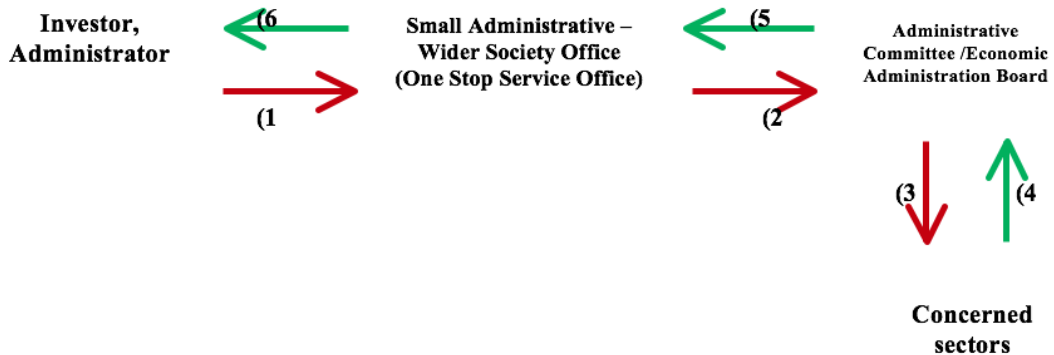 (6
(5
Investor,
Administrator
Small Administrative –
Wider Society Office
(One Stop Service Office)
Administrative
Committee /Economic
Administration Board
(1
(2
(3
(4
Concerned
sectors